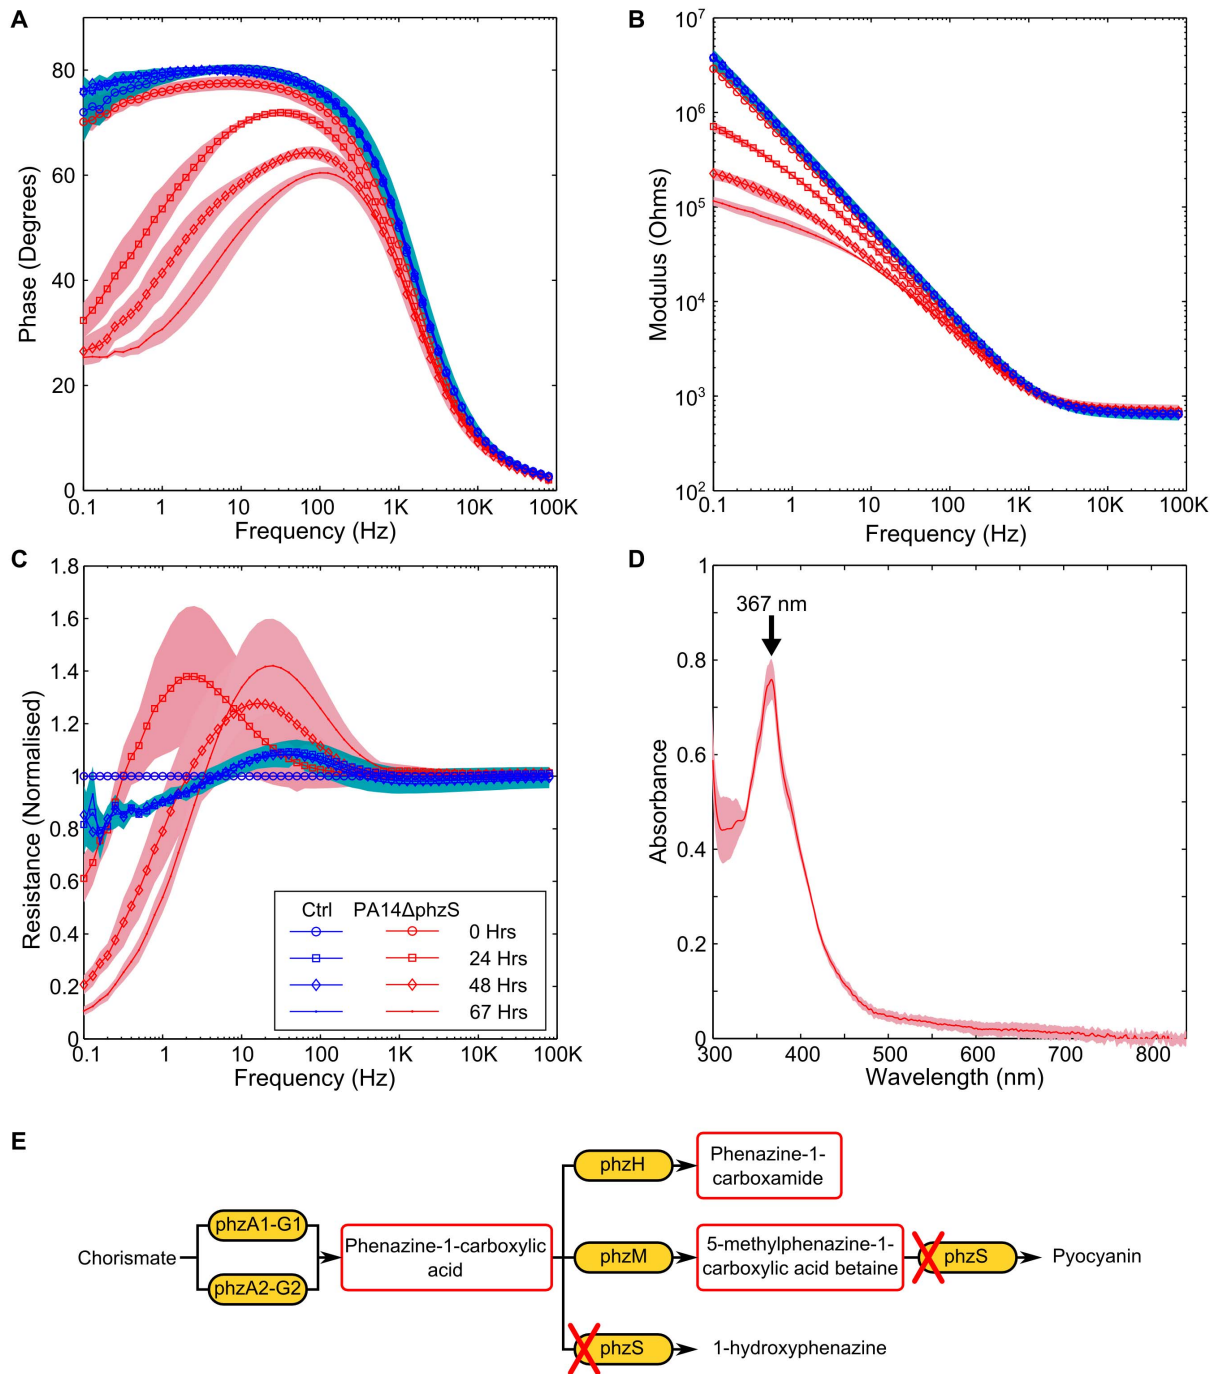 A
Phase (Degrees)
80
60
40
20
0
0.1 1 10 100 1K 10K 100K
Frequency (Hz)
B
Modulus (Ohms)
10^7
10^6
10^5
10^4
10^3
10^2
0.1 1 10 100 1K 10K 100K
Frequency (Hz)
C
Resistance (Normalised)
1.8
1.6
1.4
1.2
1
0.8
0.6
0.4
0.2
0
0.1 1 10 100 1K 10K 100K
Frequency (Hz)
Ctrl PA14ΔphzS
0 Hrs
24 Hrs
48 Hrs
67 Hrs
D
Absorbance
1
0.8
0.6
0.4
0.2
0
367 nm
300 400 500 600 700 800
Wavelength (nm)
E
Chorismate
phzA1-G1
phzA2-G2
Phenazine-1-carboxylic
acid
phzH
Phenazine-1-
carboxamide
phzM
5-methylphenazine-1-
carboxylic acid betaine
phzS
Pyocyanin
phzS
1-hydroxyphenazine